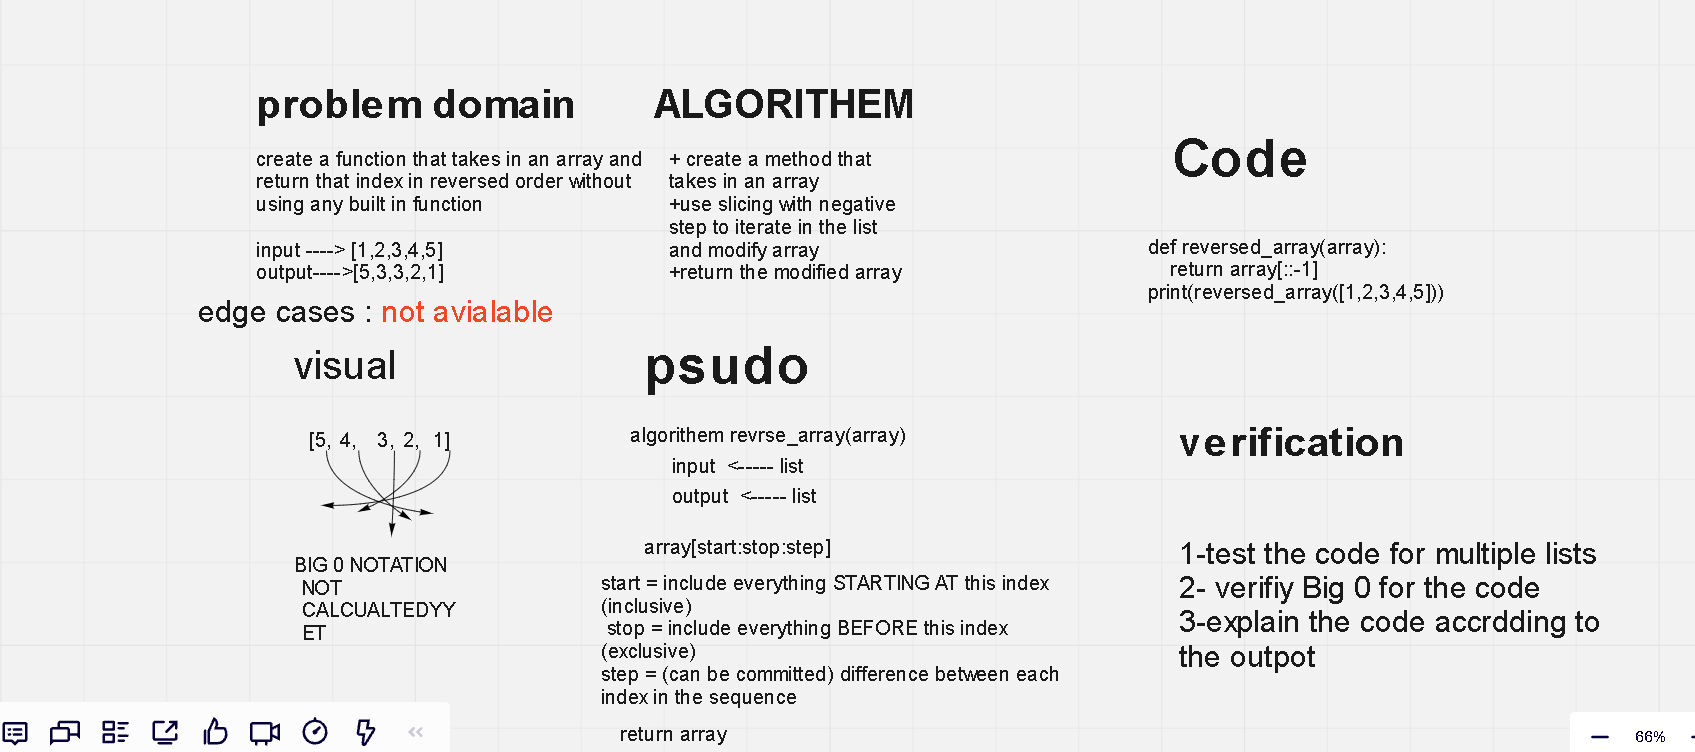 problem domain
create a function that takes in an array and
return that index in reversed order without
using any built in function
input ----> [1,2,3,4,5]
output---->[5,3,3,2,1]
edge cases : not avialable
visual
[5, 4, 3, 2, 1]
BIG 0 NOTATION
NOT
CALCUALTEDYY
ET
ALGORITHEM
+ create a method that
takes in an array
+use slicing with negative
step to iterate in the list
and modify array
+return the modified array
psudo
algorithem revrse_array(array)
input <----- list
output <----- list
array[start:stop:step]
start = include everything STARTING AT this index
(inclusive)
stop = include everything BEFORE this index
(exclusive)
step = (can be committed) difference between each
index in the sequence
return array
Code
def reversed_array(array):
return array[::-1]
print(reversed_array([1,2,3,4,5]))
verification
1-test the code for multiple lists
2- verifiy Big 0 for the code
3-explain the code accrdding to
the outpot
66%